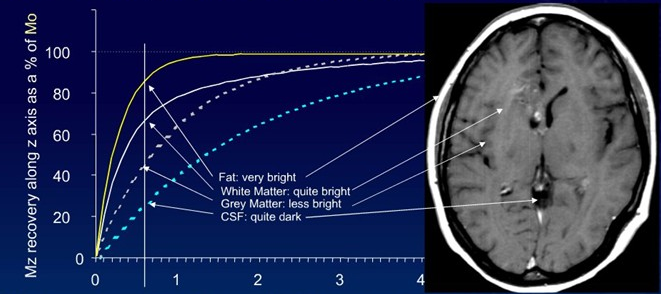 Mz recovery along z axis as a % of Mo
100
80
60
40
20
0
Fat: very bright
White Matter: quite bright
Grey Matter: less bright
CSF: quite dark
0 1 2 3 4